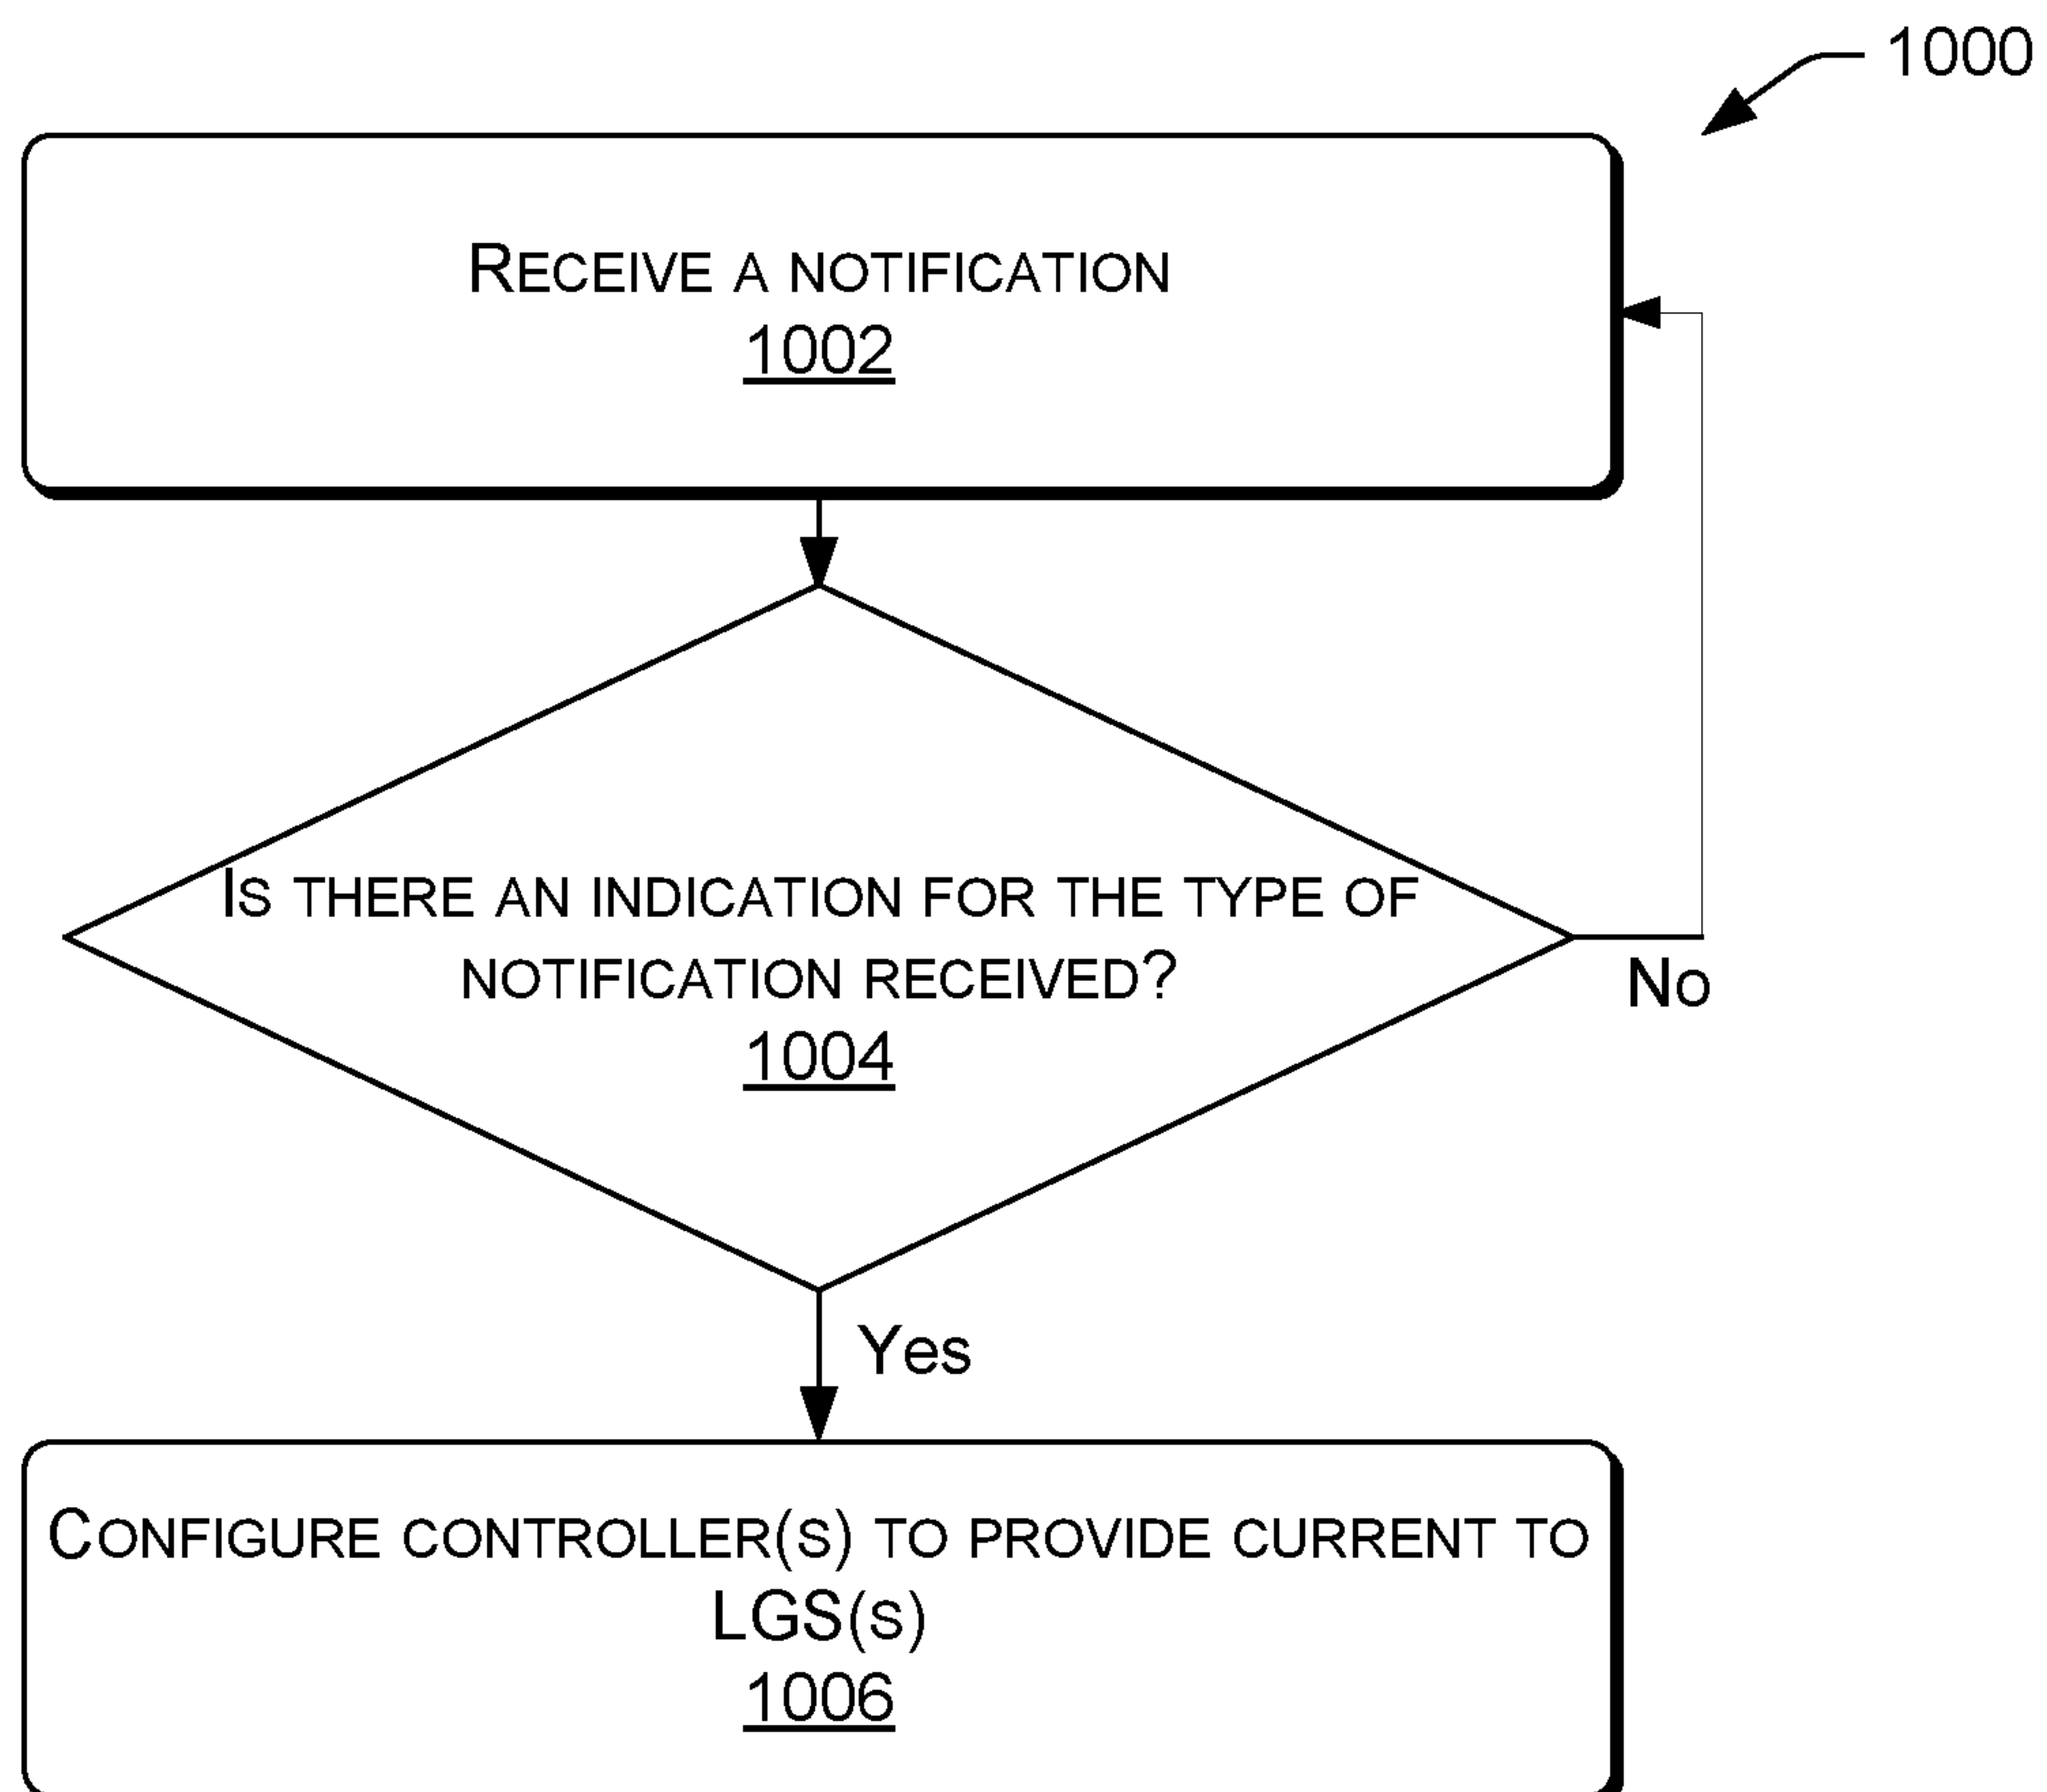 1000
RECEIVE A NOTIFICATION
1002
IS THERE AN INDICATION FOR THE TYPE OF
NOTIFICATION RECEIVED?
1004
NO
Yes
CONFIGURE CONTROLLER(S) TO PROVIDE CURRENT TO
LGS(S)
1006